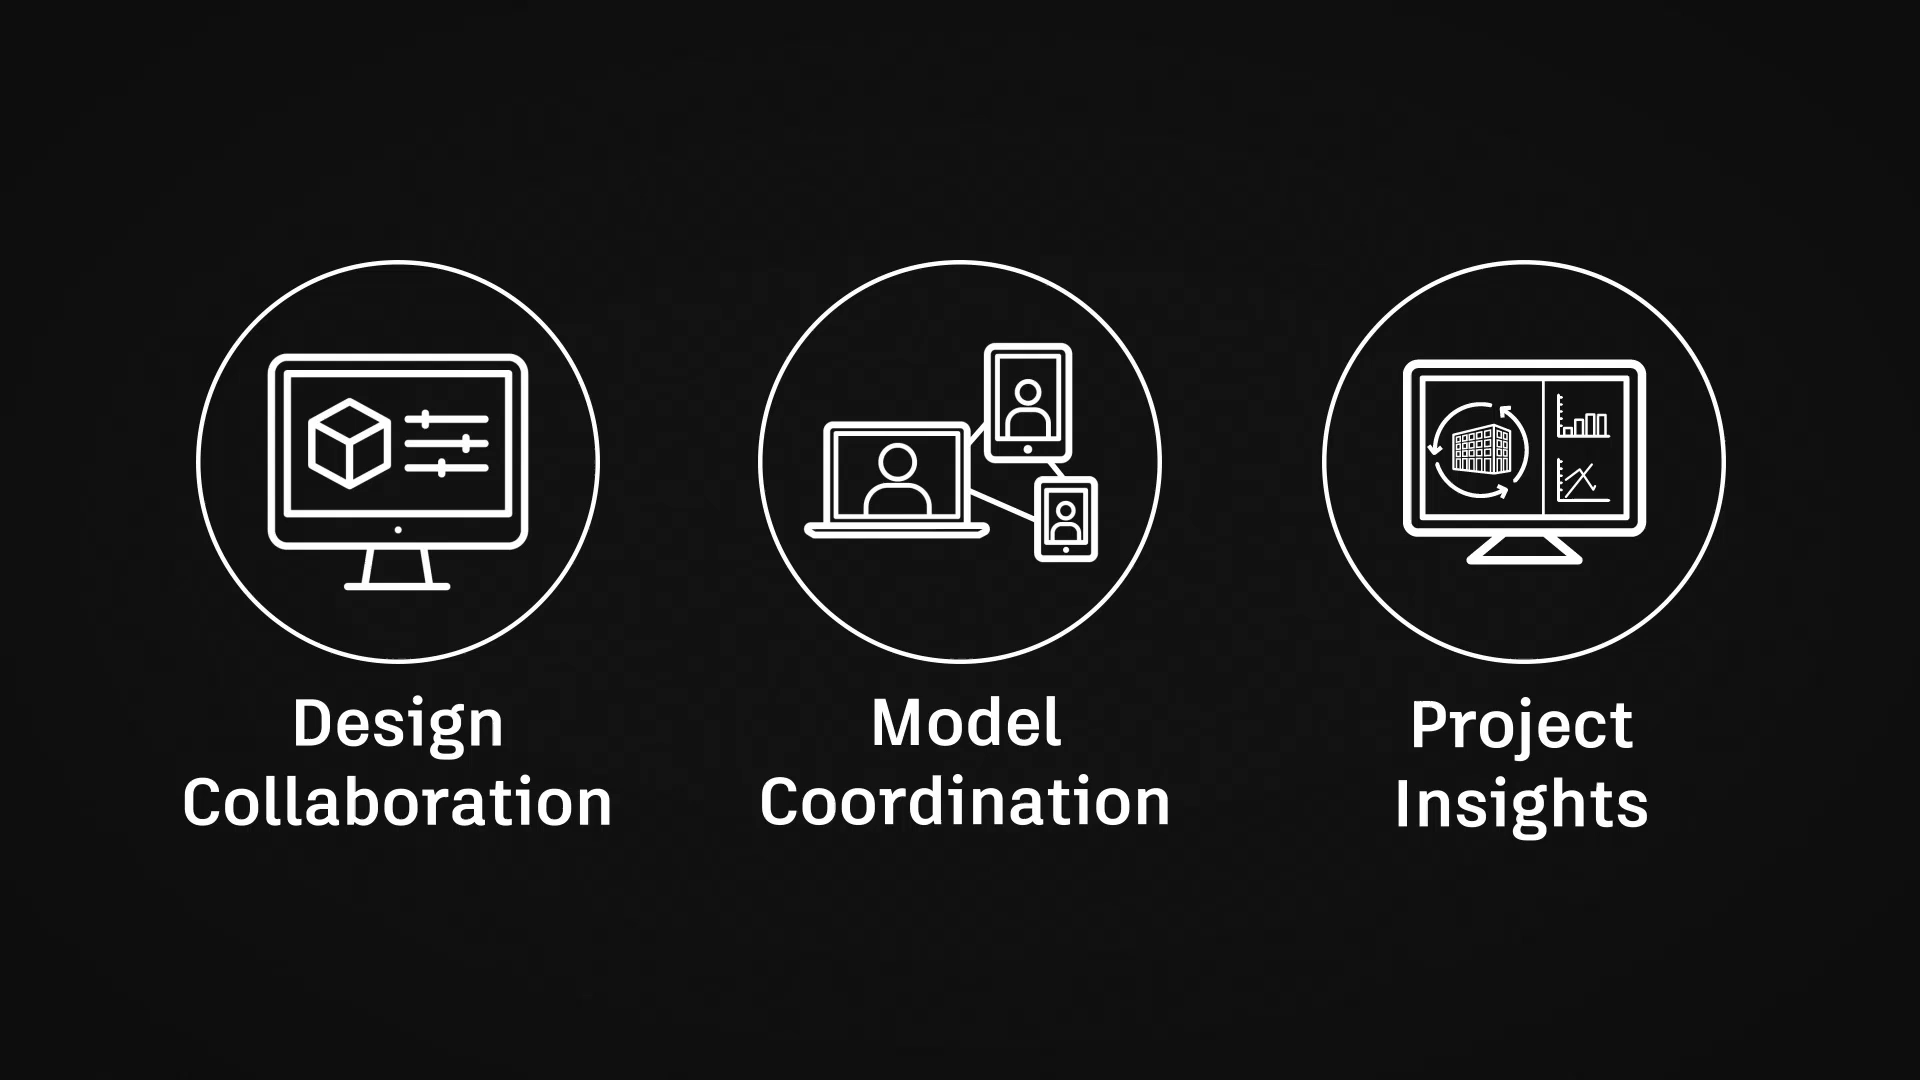 Design
Collaboration
Model
Coordination
Project
Insights